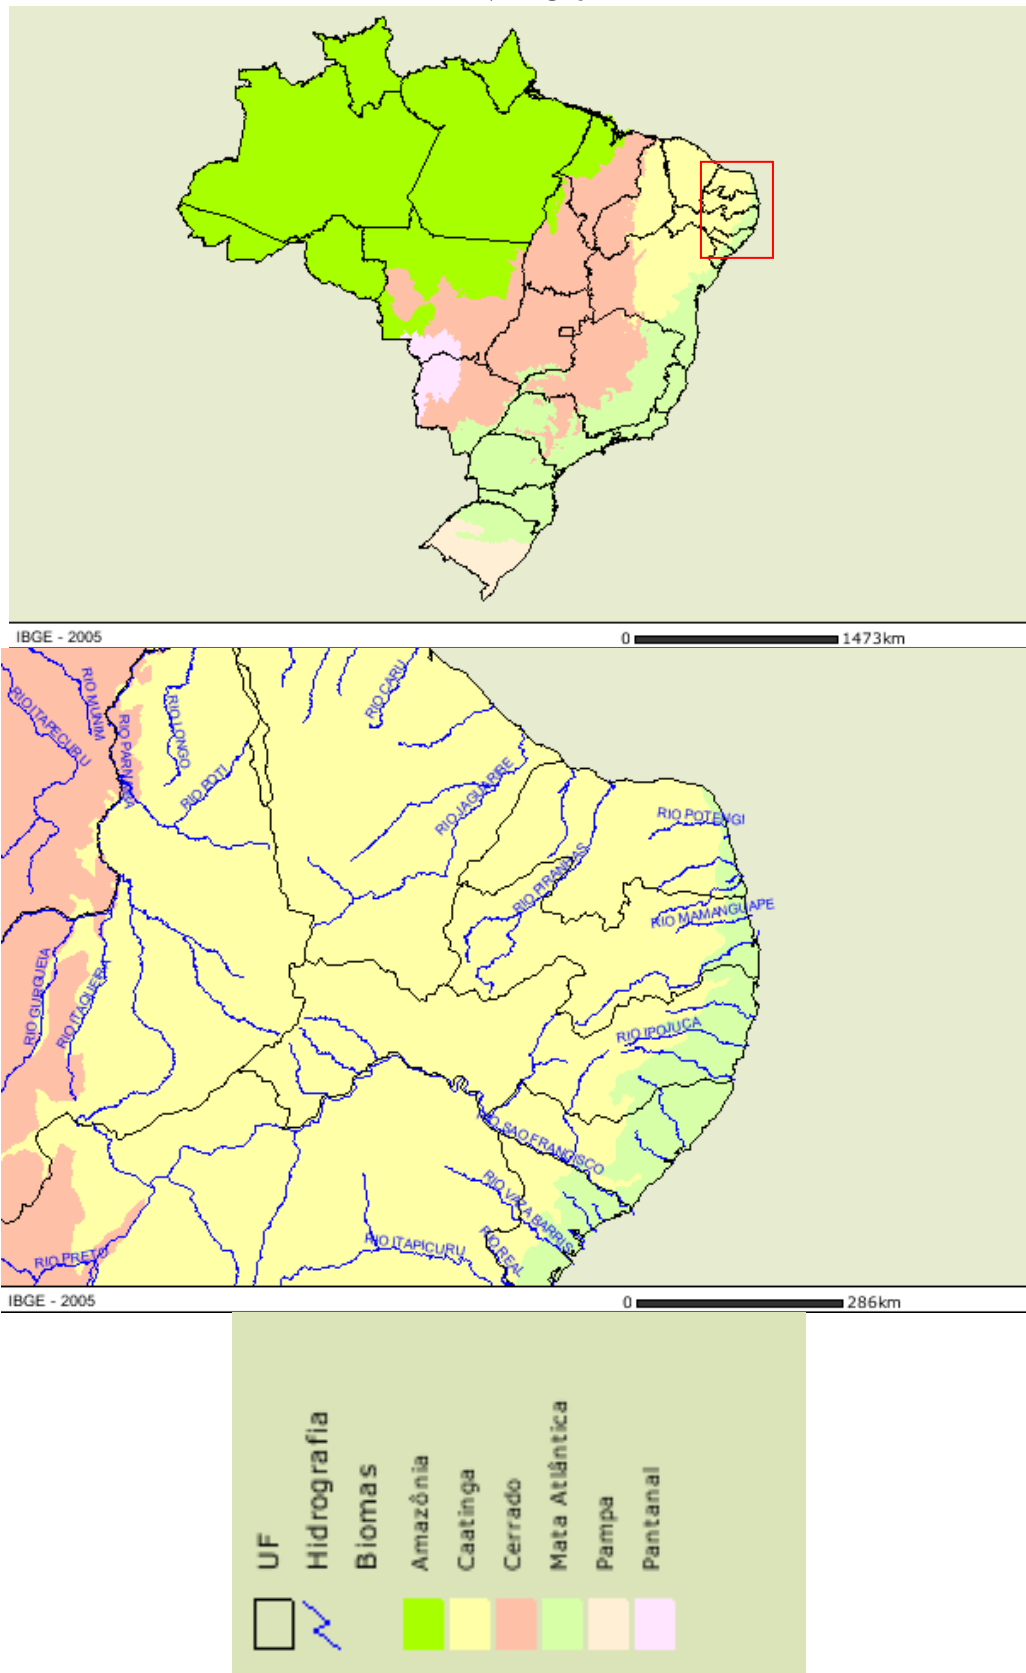 IBGE - 2005
0 1473km
RIO ITAPECURU
RIO MUNIM
RIO PARNAIBA
RIO LONGO
RIO POTI
RIO CARU
RIO JAGUARIBE
RIO PIRANHAS
RIO POTENGI
RIO MAMANGUAPE
RIO GURGUEIA
RIO ITAQUEIRA
RIO IPOJUCA
RIO SAO FRANCISCO
RIO VAZA BARRIS
RIO REAL
RIO ITAPICURU
RIO PRETO
IBGE - 2005
0 286km
UF
Hidrografia
Biomas
Amazônia
Caatinga
Cerrado
Mata Atlântica
Pampa
Pantanal